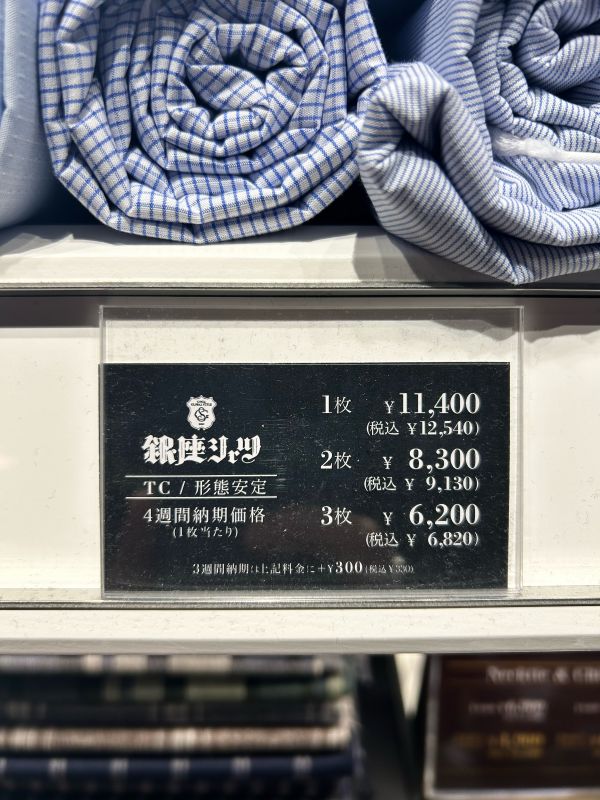 銀座シャツ
TC / 形態安定
4週間納期価格
(1枚当たり)
1枚 ¥11,400
(税込 ¥12,540)
2枚 ¥ 8,300
(税込 ¥ 9,130)
3枚 ¥ 6,200
(税込 ¥ 6,820)
3週間納期は上記料金に+¥300(税込¥330)